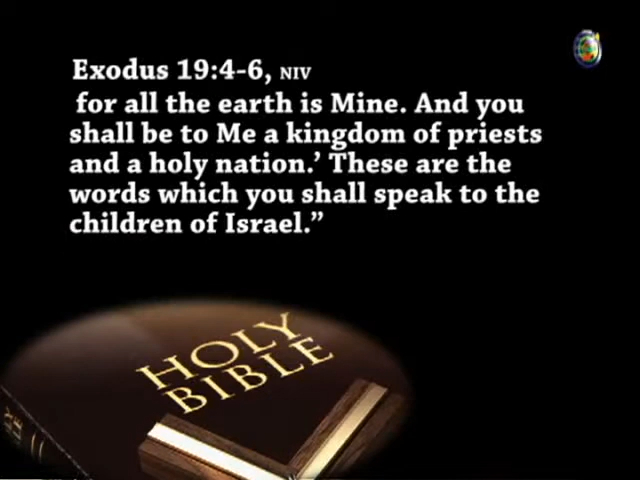 Exodus 19:4-6, NIV
for all the earth is Mine. And you
shall be to Me a kingdom of priests
and a holy nation.’ These are the
words which you shall speak to the
children of Israel.”
HOLY
BIBLE